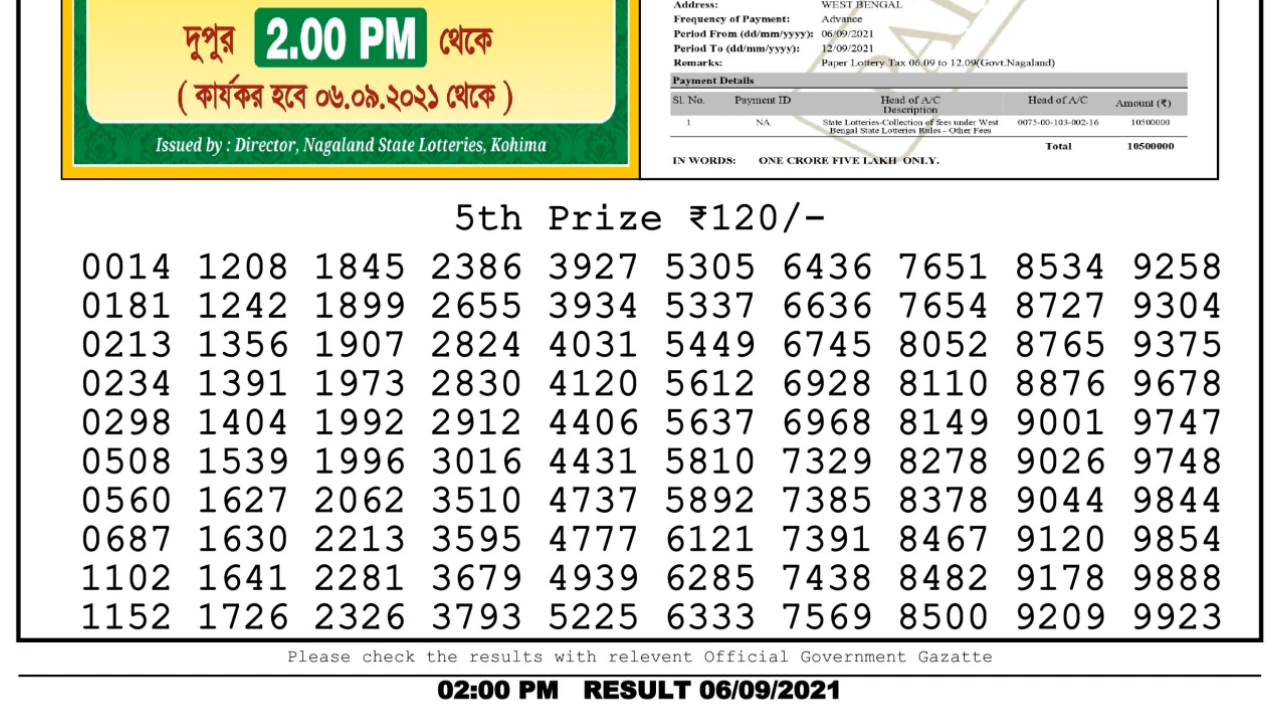 দুপুর 2.00 PM থেকে
( কার্যকর হবে ০৬.০৯.২০২১ থেকে )
Issued by : Director, Nagaland State Lotteries, Kohima
Address: WEST BENGAL
Frequency of Payment: Advance
Period From (dd/mm/yyyy): 06/09/2021
Period To (dd/mm/yyyy): 12/09/2021
Remarks: Paper Lottery Tax 06.09 to 12.09(Govt.Nagaland)
Payment Details
Sl. No. Payment ID Head of A/C Description Head of A/C Amount (₹)
1 NA State Lotteries-Collection of fees under West Bengal State Lotteries Rules - Other Fees 0075-00-103-002-16 10500000
Total 10500000
IN WORDS: ONE CRORE FIVE LAKH ONLY.
PAID
5th Prize ₹120/-
0014 1208 1845 2386 3927 5305 6436 7651 8534 9258
0181 1242 1899 2655 3934 5337 6636 7654 8727 9304
0213 1356 1907 2824 4031 5449 6745 8052 8765 9375
0234 1391 1973 2830 4120 5612 6928 8110 8876 9678
0298 1404 1992 2912 4406 5637 6968 8149 9001 9747
0508 1539 1996 3016 4431 5810 7329 8278 9026 9748
0560 1627 2062 3510 4737 5892 7385 8378 9044 9844
0687 1630 2213 3595 4777 6121 7391 8467 9120 9854
1102 1641 2281 3679 4939 6285 7438 8482 9178 9888
1152 1726 2326 3793 5225 6333 7569 8500 9209 9923
Please check the results with relevent Official Government Gazatte
02:00 PM RESULT 06/09/2021